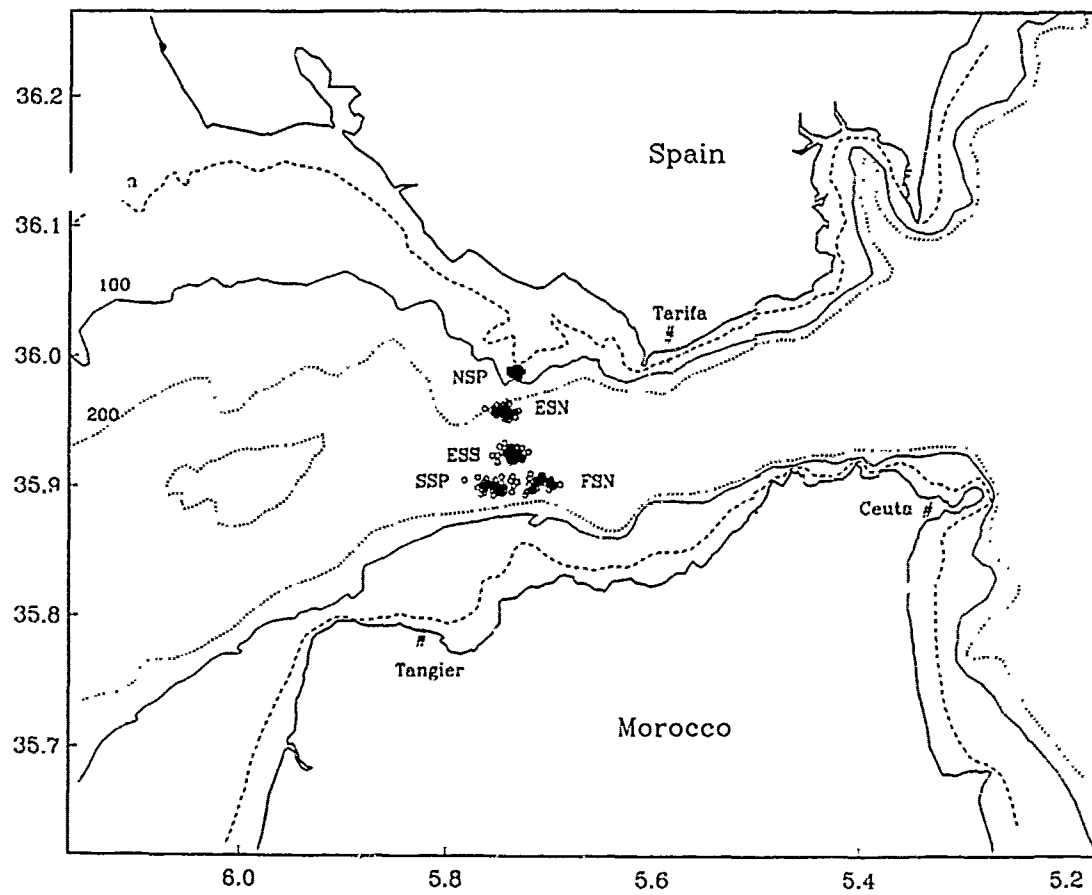 36.2
Spain
n
36.1
100
Tarifa
#
36.0
NSP
ESN
200
ESS
35.9
SSP
FSN
Ceuta #
35.8
#
Tangier
Morocco
35.7
6.0 5.8 5.6 5.4 5.2